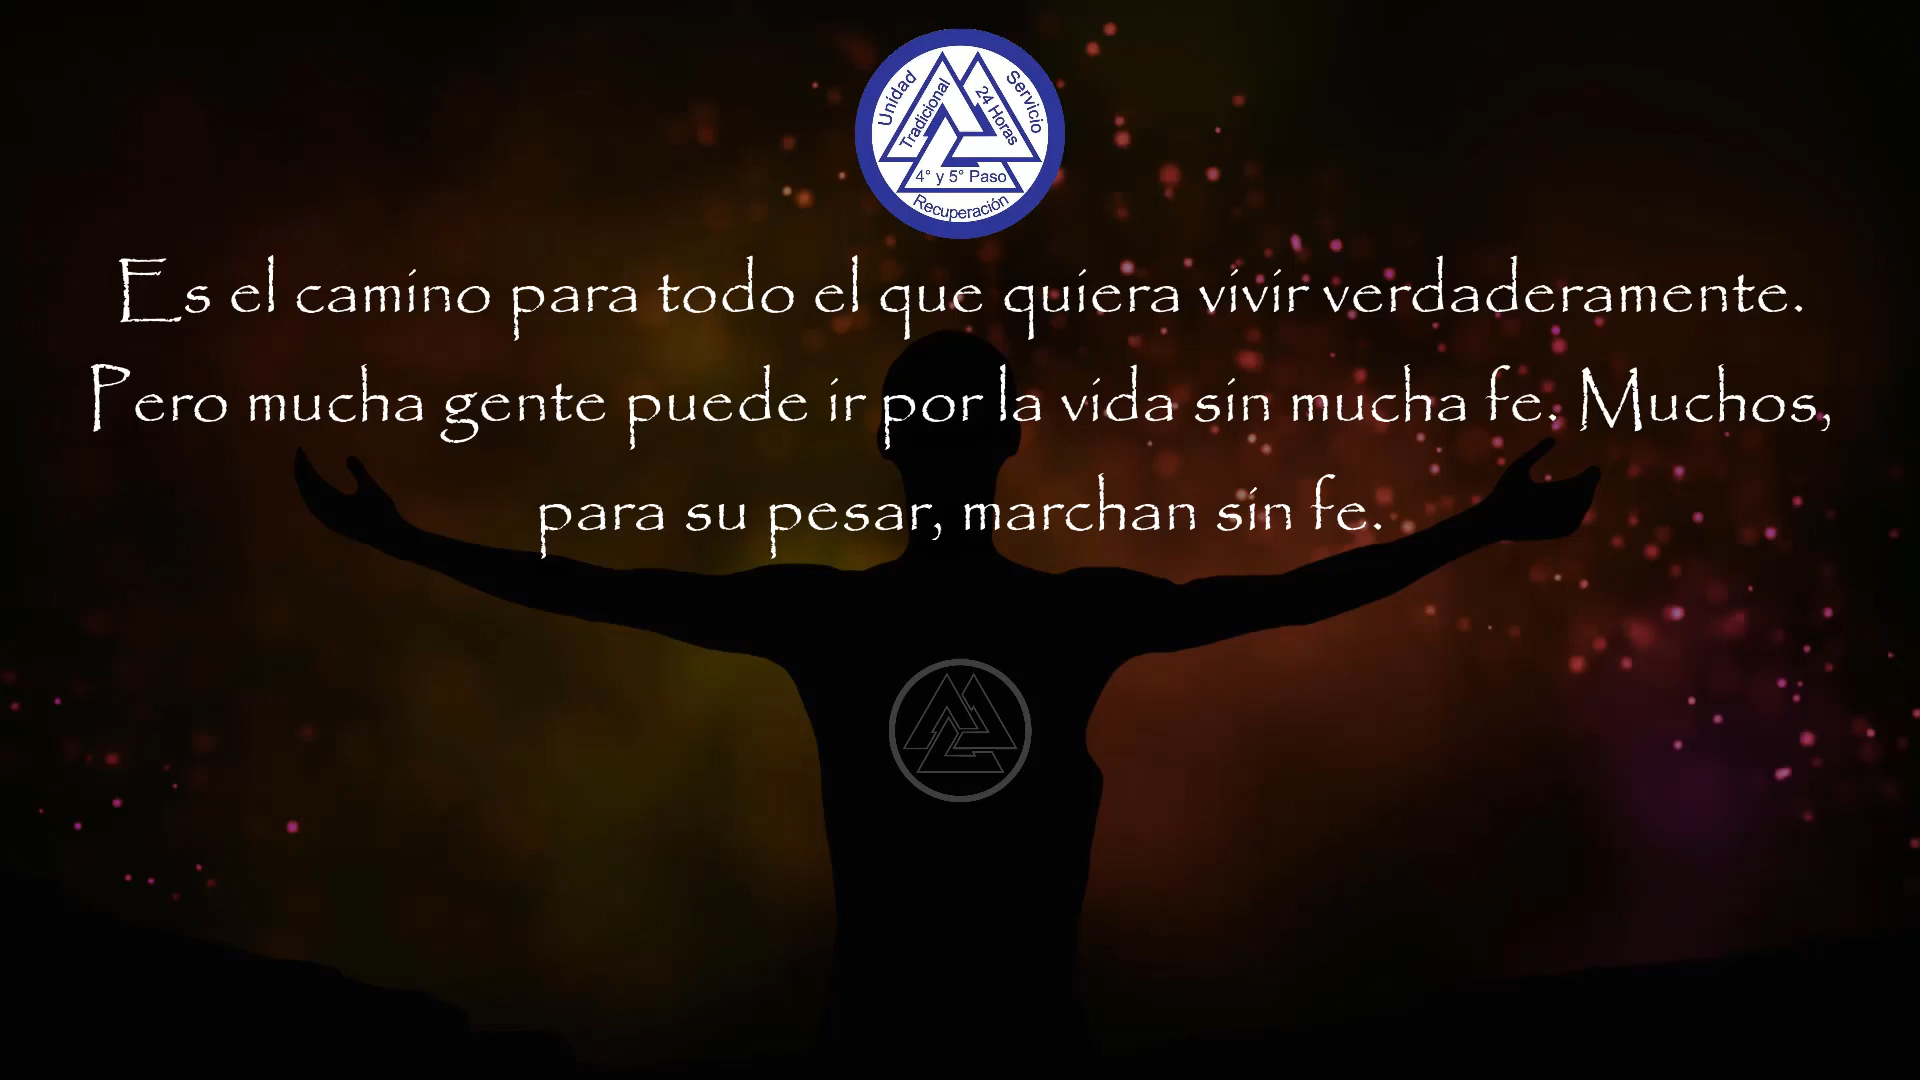 Unidad
Servicio
Tradicional
24 Horas
4° y 5° Paso
Recuperación
Es el camino para todo el que quiera vivir verdaderamente.
Pero mucha gente puede ir por la vida sin mucha fe. Muchos,
para su pesar, marchan sin fe.